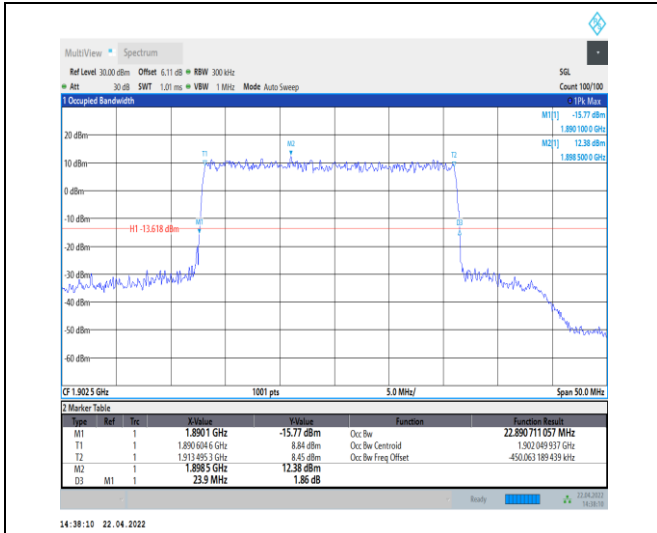 MultiView Spectrum
Ref Level 30.00 dBm Offset 6.11 dB RBW 300 kHz SGL
Att 30 dB SWT 1.01 ms VBW 1 MHz Mode Auto Sweep Count 100/100
1 Occupied Bandwidth 1Pk Max
M1[1] -15.77 dBm
1.890 100 0 GHz
M2[1] 12.38 dBm
1.898 500 0 GHz
20 dBm
M2
T1 T2
10 dBm
0 dBm
-10 dBm
M1 D3
H1 -13.618 dBm
-20 dBm
-30 dBm
-40 dBm
-50 dBm
-60 dBm
CF 1.902 5 GHz 1001 pts 5.0 MHz/ Span 50.0 MHz
2 Marker Table
Type Ref Trc X-Value Y-Value Function Function Result
M1 1 1.8901 GHz -15.77 dBm Occ Bw 22.890 711 057 MHz
T1 1 1.890 604 6 GHz 8.84 dBm Occ Bw Centroid 1.902 049 937 GHz
T2 1 1.913 495 3 GHz 8.45 dBm Occ Bw Freq Offset -450.063 189 439 kHz
M2 1 1.8985 GHz 12.38 dBm
D3 M1 1 23.9 MHz 1.86 dB
Ready 22.04.2022
14:38:10
14:38:10 22.04.2022